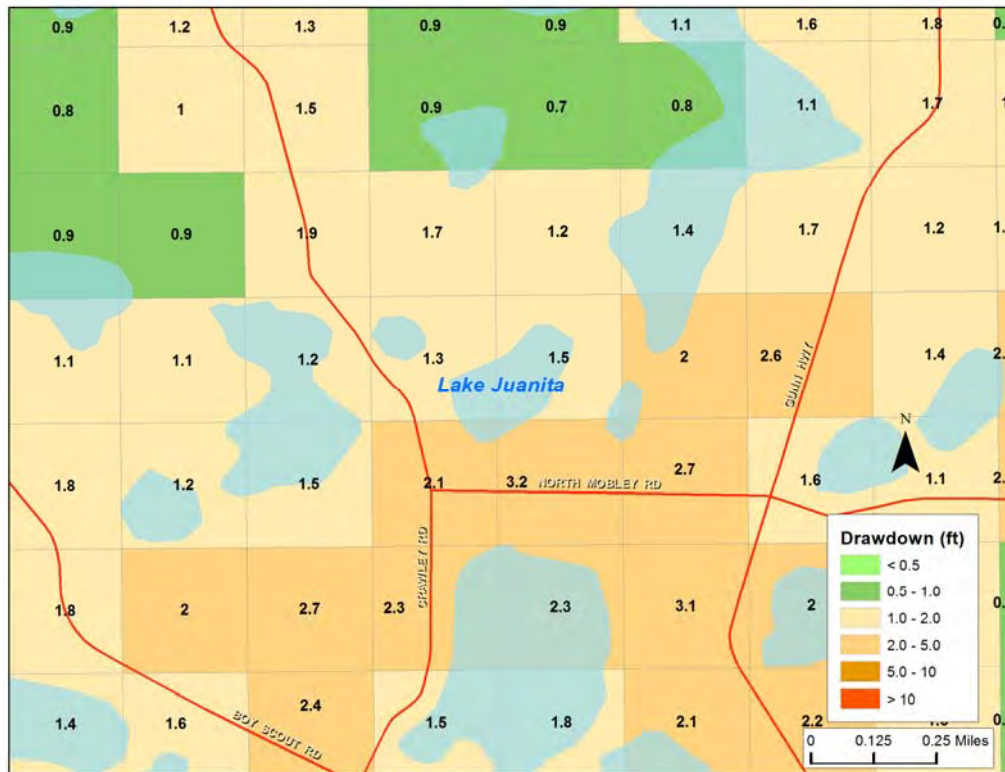 0.9 1.2 1.3 0.9 0.9 1.1 1.6 1.8
0.8 1 1.5 0.9 0.7 0.8 1.1 1.7
0.9 0.9 1.9 1.7 1.2 1.4 1.7 1.2
1.1 1.1 1.2 1.3 1.5 2 2.6 1.4
Lake Juanita
GUNN HWY
N
1.8 1.2 1.5 2.1 3.2 2.7 1.6 1.1
NORTH MOBLEY RD
CRAWLEY RD
1.8 2 2.7 2.3 2.3 3.1 2
1.4 1.6 2.4 1.5 1.8 2.1 2.2
BOY SCOUT RD
Drawdown (ft)
< 0.5
0.5 - 1.0
1.0 - 2.0
2.0 - 5.0
5.0 - 10
> 10
0 0.125 0.25 Miles